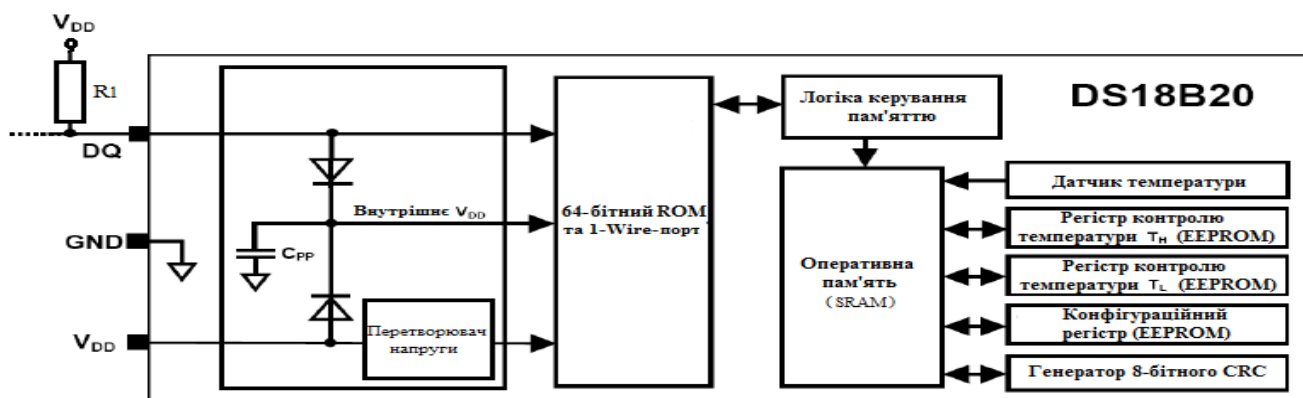 VDD
R1
DQ
GND
VDD
CPP
Внутрішнє VDD
Перетворювач
напруги
64-бітний ROM
та 1-Wire-порт
Логіка керування
пам'яттю
Оперативна
пам'ять
(SRAM)
DS18B20
Датчик температури
Регістр контролю
температури TH (EEPROM)
Регістр контролю
температури TL (EEPROM)
Конфігураційний
регістр (EEPROM)
Генератор 8-бітного CRC